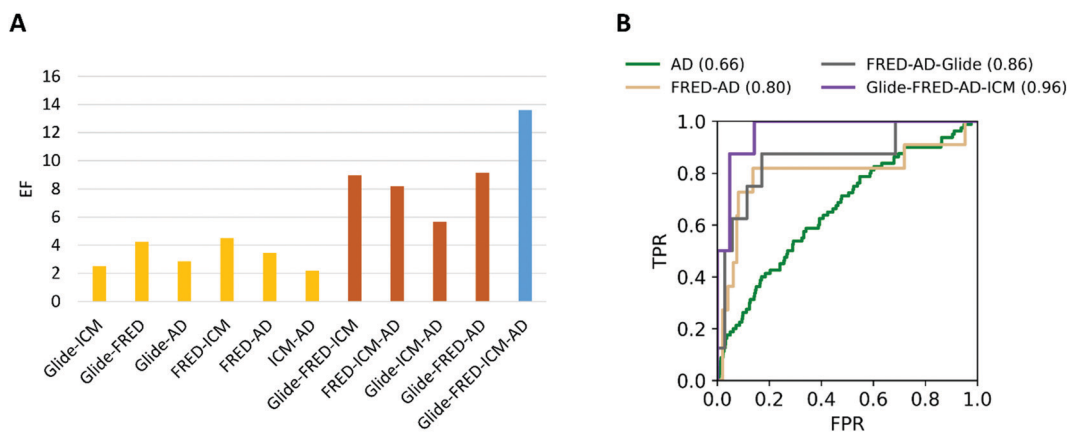 A
16
14
12
10
8
6
4
2
0
EF
Glide-ICM
Glide-FRED
Glide-AD
FRED-ICM
FRED-AD
ICM-AD
Glide-FRED-ICM
FRED-ICM-AD
Glide-ICM-AD
Glide-FRED-AD
Glide-FRED-ICM-AD
B
AD (0.66)
FRED-AD (0.80)
FRED-AD-Glide (0.86)
Glide-FRED-AD-ICM (0.96)
1.0
0.8
0.6
0.4
0.2
0.0
TPR
0.0 0.2 0.4 0.6 0.8 1.0
FPR